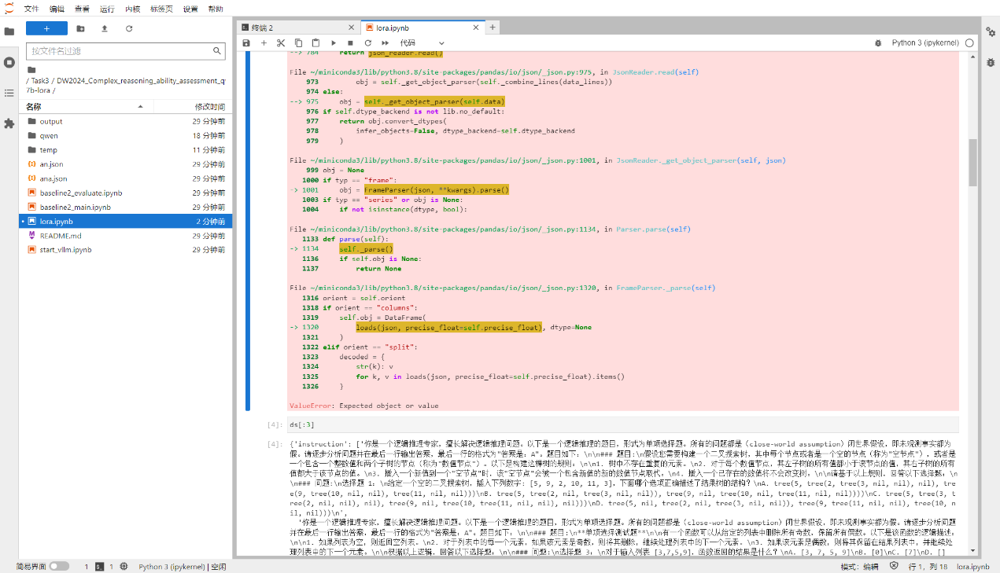 文件 编辑 查看 运行 内核 标签页 设置 帮助
+
按文件名过滤
/ Task3 / DW2024_Complex_reasoning_ability_assessment_q
7b-lora /
名称 修改时间
output 29 分钟前
qwen 18 分钟前
temp 11 分钟前
an.json 29 分钟前
ana.json 29 分钟前
baseline2_evaluate.ipynb 29 分钟前
baseline2_main.ipynb 29 分钟前
lora.ipynb 2 分钟前
README.md 29 分钟前
start_vllm.ipynb 29 分钟前
终端 2 lora.ipynb
代码 Python 3 (ipykernel)
--> 784 return json_reader.read()
File ~/miniconda3/lib/python3.8/site-packages/pandas/io/json/_json.py:975, in JsonReader.read(self)
973 obj = self._get_object_parser(self._combine_lines(data_lines))
974 else:
--> 975 obj = self._get_object_parser(self.data)
976 if self.dtype_backend is not lib.no_default:
977 return obj.convert_dtypes(
978 infer_objects=False, dtype_backend=self.dtype_backend
979 )
File ~/miniconda3/lib/python3.8/site-packages/pandas/io/json/_json.py:1001, in JsonReader._get_object_parser(self, json)
999 obj = None
1000 if typ == "frame":
-> 1001 obj = FrameParser(json, **kwargs).parse()
1003 if typ == "series" or obj is None:
1004 if not isinstance(dtype, bool):
File ~/miniconda3/lib/python3.8/site-packages/pandas/io/json/_json.py:1134, in Parser.parse(self)
1133 def parse(self):
-> 1134 self._parse()
1136 if self.obj is None:
1137 return None
File ~/miniconda3/lib/python3.8/site-packages/pandas/io/json/_json.py:1320, in FrameParser._parse(self)
1316 orient = self.orient
1318 if orient == "columns":
1319 self.obj = DataFrame(
-> 1320 loads(json, precise_float=self.precise_float), dtype=None
1321 )
1322 elif orient == "split":
1323 decoded = {
1324 str(k): v
1325 for k, v in loads(json, precise_float=self.precise_float).items()
1326 }
ValueError: Expected object or value
[4]: ds[:3]
[4]: {'instruction': ['你是一个逻辑推理专家，擅长解决逻辑推理问题。以下是一个逻辑推理的题目，形式为单项选择题。所有的问题都是（close-world assumption）闭世界假设，即未观测事实都为
假。请逐步分析问题并在最后一行输出答案，最后一行的格式为"答案是：A"。题目如下：\n\n### 题目:\n假设您需要构建一个二叉搜索树，其中每个节点或者是一个空的节点（称为"空节点"），或者是
一个包含一个整数值和两个子树的节点（称为"数值节点"）。以下是构建这棵树的规则：\n\n1. 树中不存在重复的元素。\n2. 对于每个数值节点，其左子树的所有值都小于该节点的值，其右子树的所有
值都大于该节点的值。\n3. 插入一个新值到一个"空节点"时，该"空节点"会被一个包含新值的新的数值节点取代。\n4. 插入一个已存在的数值将不会改变树。\n\n请基于以上规则，回答以下选择题：\
n\n### 问题:\n选择题 1：\n给定一个空的二叉搜索树，插入下列数字: [5, 9, 2, 10, 11, 3]，下面哪个选项正确描述了结果树的结构？\nA. tree(5, tree(2, tree(3, nil, nil), nil), tre
e(9, tree(10, nil, nil), tree(11, nil, nil)))\nB. tree(5, tree(2, nil, tree(3, nil, nil)), tree(9, nil, tree(10, nil, tree(11, nil, nil))))\nC. tree(5, tree(3, t
ree(2, nil, nil), nil), tree(9, nil, tree(10, tree(11, nil, nil), nil)))\nD. tree(5, nil, tree(2, nil, tree(3, nil, nil)), tree(9, tree(11, nil, nil), tree(10, n
il, nil)))\n',
'你是一个逻辑推理专家，擅长解决逻辑推理问题。以下是一个逻辑推理的题目，形式为单项选择题。所有的问题都是（close-world assumption）闭世界假设，即未观测事实都为假。请逐步分析问题
并在最后一行输出答案，最后一行的格式为"答案是：A"。题目如下：\n\n### 题目:\n**单项选择测试题**\n\n有一个函数可以从给定的列表中删除所有奇数，保留所有偶数。以下是该函数的逻辑描述：
\n\n1. 如果列表为空，则返回空列表。\n2. 对于列表中的每一个元素，如果该元素是奇数，则将其删除，继续处理列表中的下一个元素。\n3. 如果该元素是偶数，则将其保留在结果列表中，并继续处
理列表中的下一个元素。\n\n根据以上逻辑，回答以下选择题：\n\n### 问题:\n选择题 3：\n对于输入列表 [3,7,5,9]，函数返回的结果是什么？\nA. [3, 7, 5, 9]\nB. [0]\nC. [7]\nD. []
简易界面 1 1 Python 3 (ipykernel) | 空闲 模式：编辑 行 1，列 18 lora.ipynb